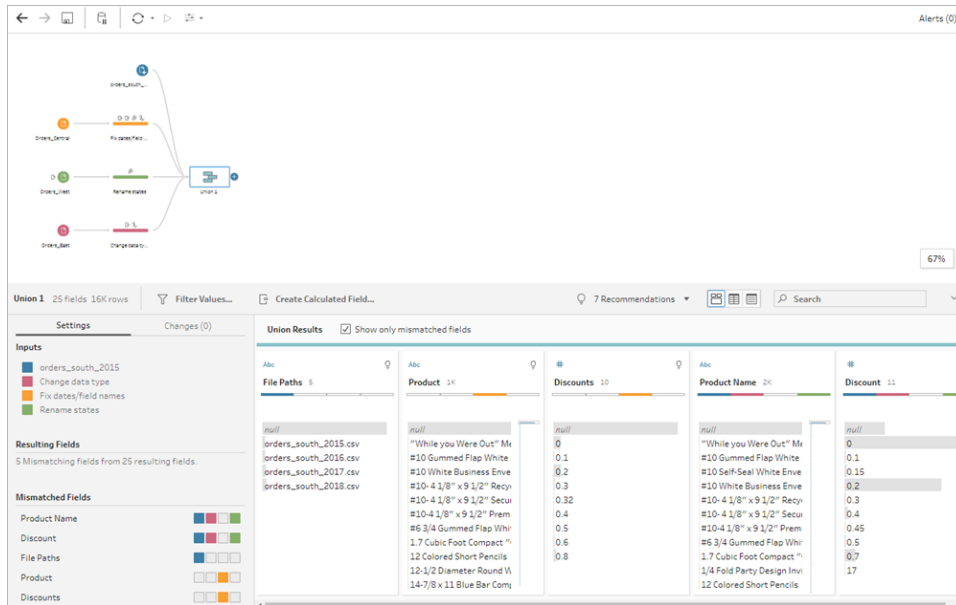 Alerts (0)
orders_south_...
Orders_Central
Fix dates/field ...
Orders_West
Rename states
Union 1
Orders_East
Change data ty...
67%
Union 1 25 fields 16K rows
Filter Values...
Create Calculated Field...
7 Recommendations
Search
Settings
Changes (0)
Inputs
orders_south_2015
Change data type
Fix dates/field names
Rename states
Resulting Fields
5 Mismatching fields from 25 resulting fields.
Mismatched Fields
Product Name
Discount
File Paths
Product
Discounts
Union Results
Show only mismatched fields
Abc
File Paths 5
null
orders_south_2015.csv
orders_south_2016.csv
orders_south_2017.csv
orders_south_2018.csv
Abc
Product 1K
null
"While you Were Out" Me
#10 Gummed Flap White
#10 White Business Enve
#10- 4 1/8" x 9 1/2" Recy
#10- 4 1/8" x 9 1/2" Secu
#10-4 1/8" x 9 1/2" Prem
#6 3/4 Gummed Flap Whi
1.7 Cubic Foot Compact "
12 Colored Short Pencils
12-1/2 Diameter Round W
14-7/8 x 11 Blue Bar Comp
#
Discounts 10
null
0
0.1
0.2
0.3
0.32
0.4
0.5
0.6
0.8
Abc
Product Name 2K
null
"While you Were Out" Me
#10 Gummed Flap White
#10 Self-Seal White Enve
#10 White Business Enve
#10- 4 1/8" x 9 1/2" Recy
#10- 4 1/8" x 9 1/2" Secu
#10-4 1/8" x 9 1/2" Prem
#6 3/4 Gummed Flap Whi
1.7 Cubic Foot Compact "
1/4 Fold Party Design Invi
12 Colored Short Pencils
#
Discount 11
null
0
0.1
0.15
0.2
0.3
0.4
0.45
0.5
0.7
17